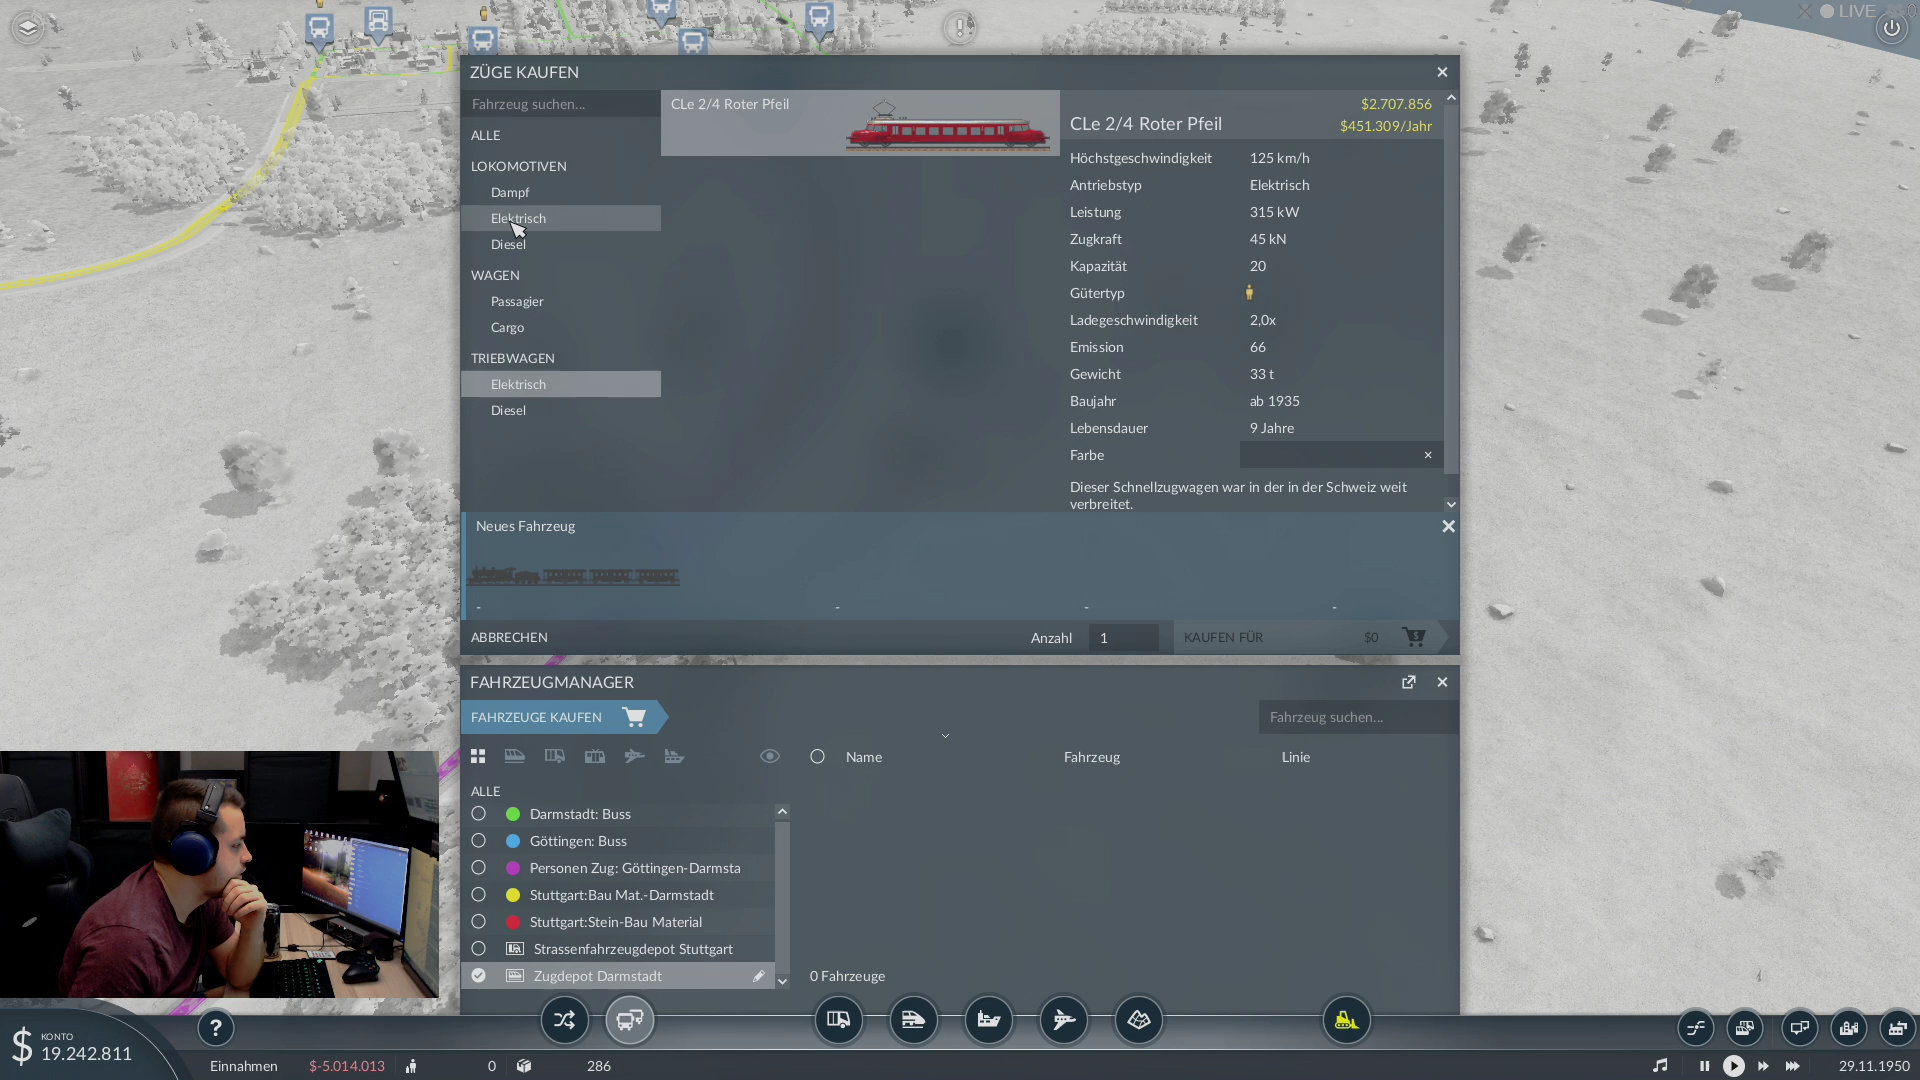 LIVE
ZÜGE KAUFEN
Fahrzeug suchen...
ALLE
LOKOMOTIVEN
Dampf
Elektrisch
Diesel
WAGEN
Passagier
Cargo
TRIEBWAGEN
Elektrisch
Diesel
CLe 2/4 Roter Pfeil
$2.707.856
CLe 2/4 Roter Pfeil
$451.309/Jahr
Höchstgeschwindigkeit 125 km/h
Antriebstyp Elektrisch
Leistung 315 kW
Zugkraft 45 kN
Kapazität 20
Gütertyp
Ladegeschwindigkeit 2,0x
Emission 66
Gewicht 33 t
Baujahr ab 1935
Lebensdauer 9 Jahre
Farbe
Dieser Schnellzugwagen war in der in der Schweiz weit
verbreitet.
Neues Fahrzeug
- - - -
ABBRECHEN Anzahl 1 KAUFEN FÜR $0
FAHRZEUGMANAGER
FAHRZEUGE KAUFEN
Fahrzeug suchen...
Name Fahrzeug Linie
ALLE
Darmstadt: Buss
Göttingen: Buss
Personen Zug: Göttingen-Darmsta
Stuttgart:Bau Mat.-Darmstadt
Stuttgart:Stein-Bau Material
Strassenfahrzeugdepot Stuttgart
Zugdepot Darmstadt
0 Fahrzeuge
?
$ KONTO
19.242.811
Einnahmen $-5.014.013 0 286 29.11.1950